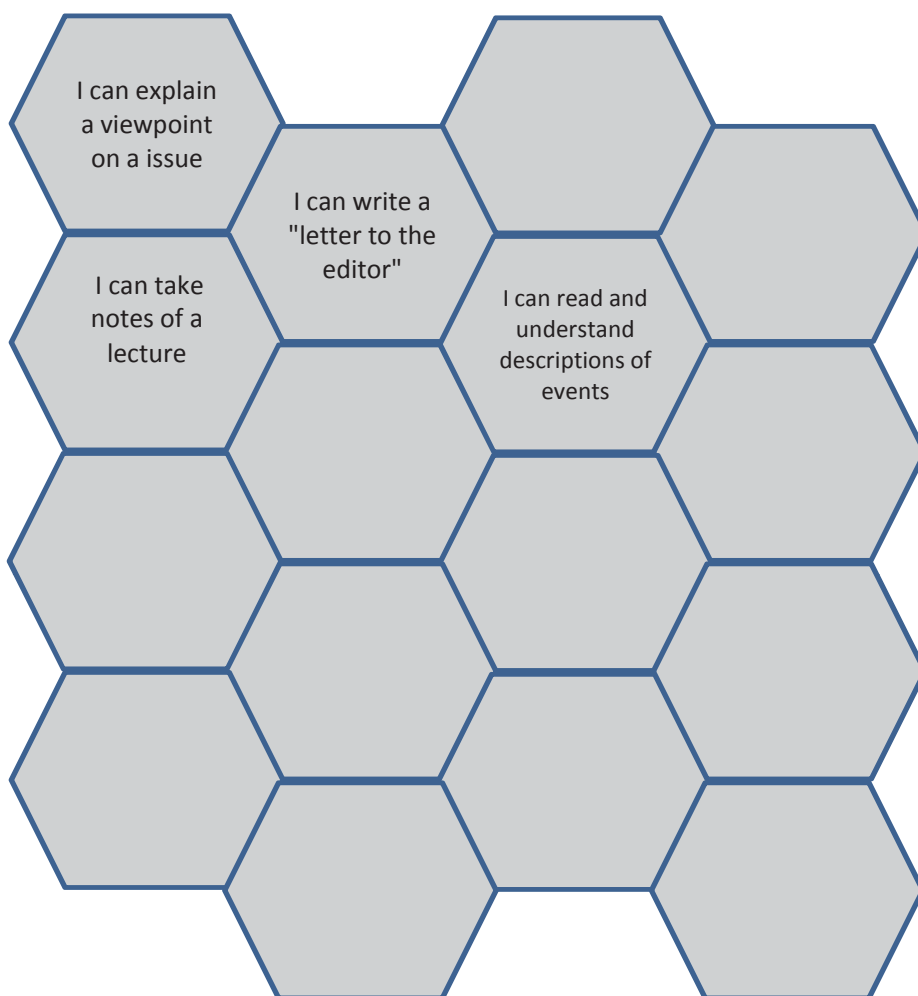 I can explain
a viewpoint
on a issue
I can write a
"letter to the
editor"
I can take
notes of a
lecture
I can read and
understand
descriptions of
events